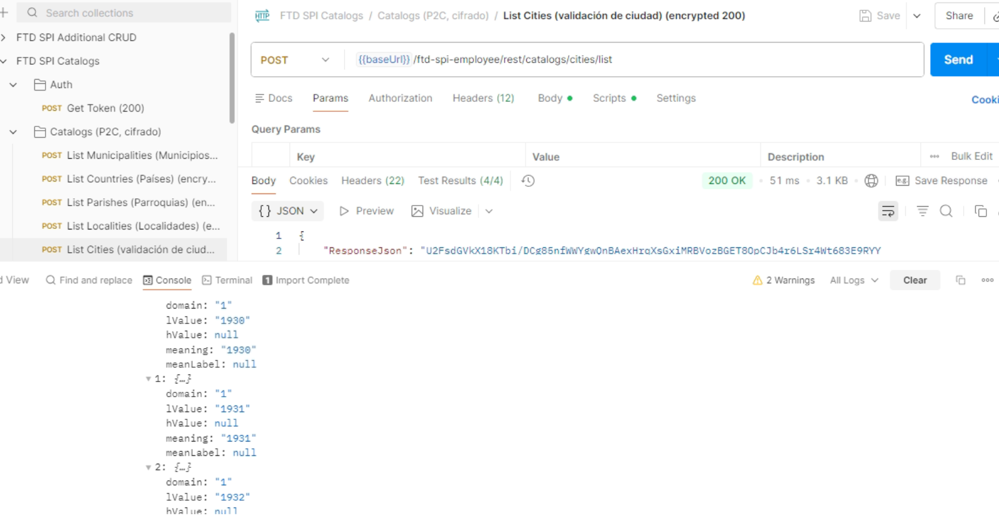 Search collections
FTD SPI Additional CRUD
FTD SPI Catalogs
Auth
POST Get Token (200)
Catalogs (P2C, cifrado)
POST List Municipalities (Municipios...
POST List Countries (Países) (encry...
POST List Parishes (Parroquias) (en...
POST List Localities (Localidades) (e...
POST List Cities (validación de ciud...
HTTP FTD SPI Catalogs / Catalogs (P2C, cifrado) / List Cities (validación de ciudad) (encrypted 200)
Save
Share
POST {{baseUrl}} /ftd-spi-employee/rest/catalogs/cities/list
Send
Docs Params Authorization Headers (12) Body Scripts Settings
Cooki
Query Params
Key Value Description Bulk Edit
Body Cookies Headers (22) Test Results (4/4) 200 OK 51 ms 3.1 KB e.g. Save Response
{} JSON Preview Visualize
1 {
2 "ResponseJson": "U2FsdGVkX18KTbi/DCg85nfWWYgwQnBAexHrqXsGxiMRBVozBGET8OpCJb4r6LSr4Wt683E9RYY
d View Find and replace Console Terminal 1 Import Complete 2 Warnings All Logs Clear
domain: "1"
lValue: "1930"
hValue: null
meaning: "1930"
meanLabel: null
1: {…}
domain: "1"
lValue: "1931"
hValue: null
meaning: "1931"
meanLabel: null
2: {…}
domain: "1"
lValue: "1932"
hValue: null